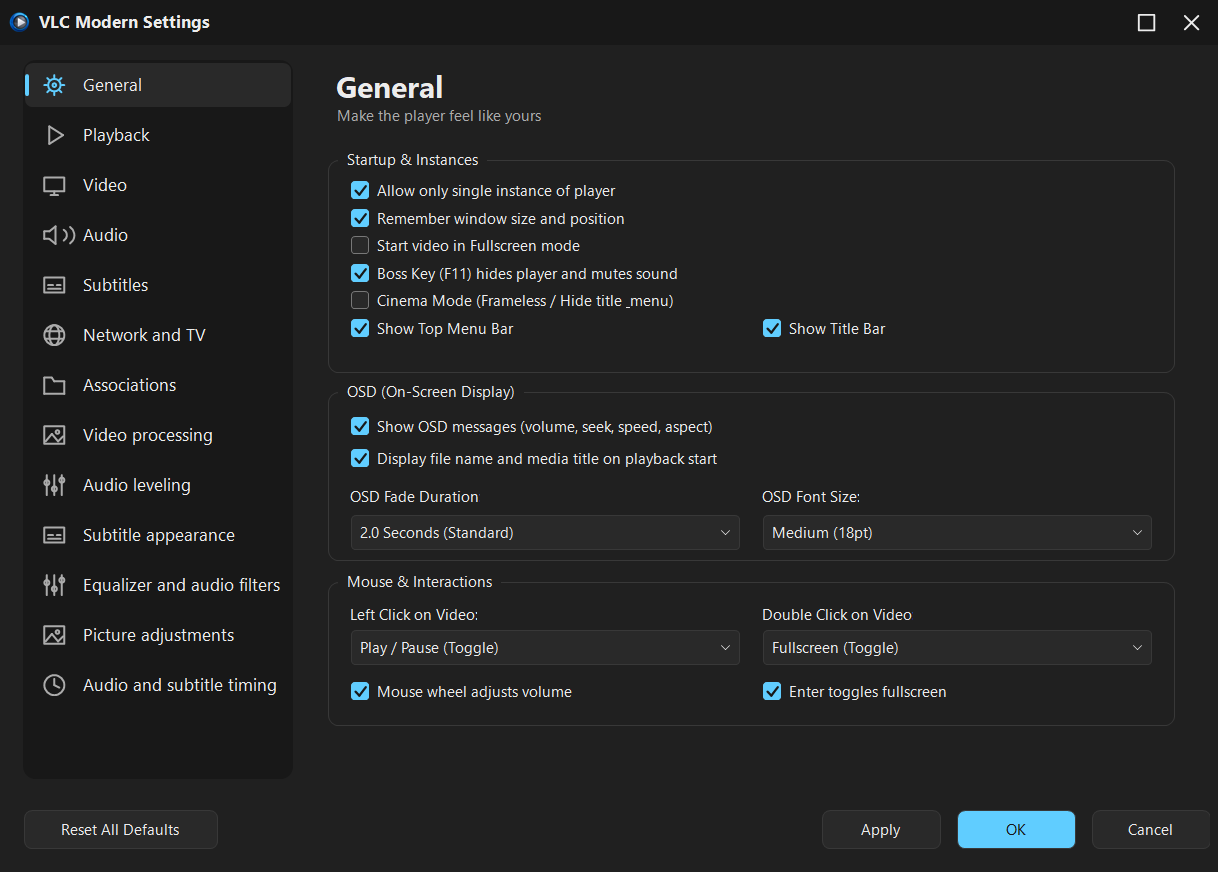 VLC Modern Settings
General
Playback
Video
Audio
Subtitles
Network and TV
Associations
Video processing
Audio leveling
Subtitle appearance
Equalizer and audio filters
Picture adjustments
Audio and subtitle timing
General
Make the player feel like yours
Startup & Instances
Allow only single instance of player
Remember window size and position
Start video in Fullscreen mode
Boss Key (F11) hides player and mutes sound
Cinema Mode (Frameless / Hide title _menu)
Show Top Menu Bar
Show Title Bar
OSD (On-Screen Display)
Show OSD messages (volume, seek, speed, aspect)
Display file name and media title on playback start
OSD Fade Duration
OSD Font Size:
2.0 Seconds (Standard)
Medium (18pt)
Mouse & Interactions
Left Click on Video:
Double Click on Video
Play / Pause (Toggle)
Fullscreen (Toggle)
Mouse wheel adjusts volume
Enter toggles fullscreen
Reset All Defaults
Apply
OK
Cancel